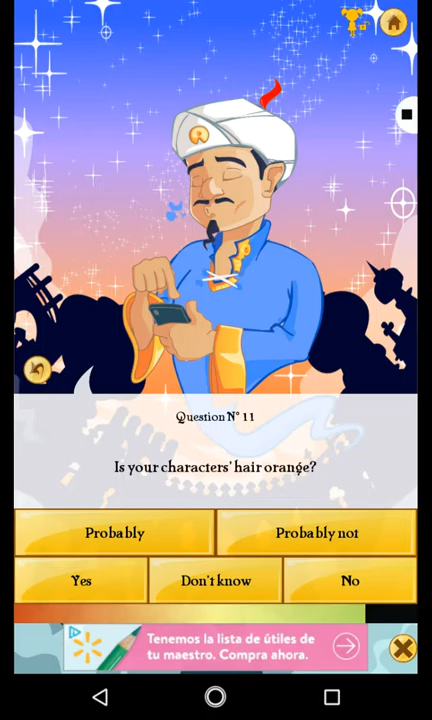 Question N° 11
Is your characters' hair orange?
Probably
Probably not
Yes
Don't know
No
Tenemos la lista de útiles de
tu maestro. Compra ahora.